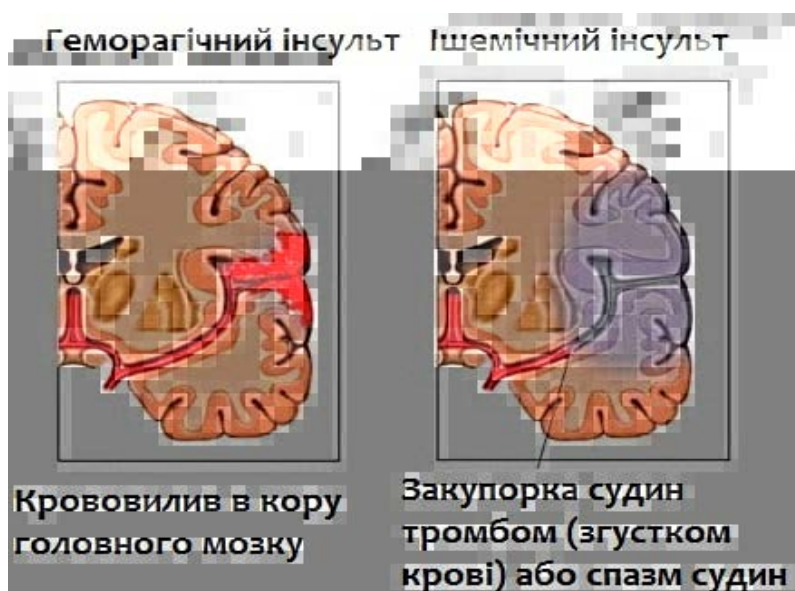 Геморагічний інсульт
Ішемічний інсульт
Крововилив в кору
головного мозку
Закупорка судин
тромбом (згустком
крові) або спазм судин